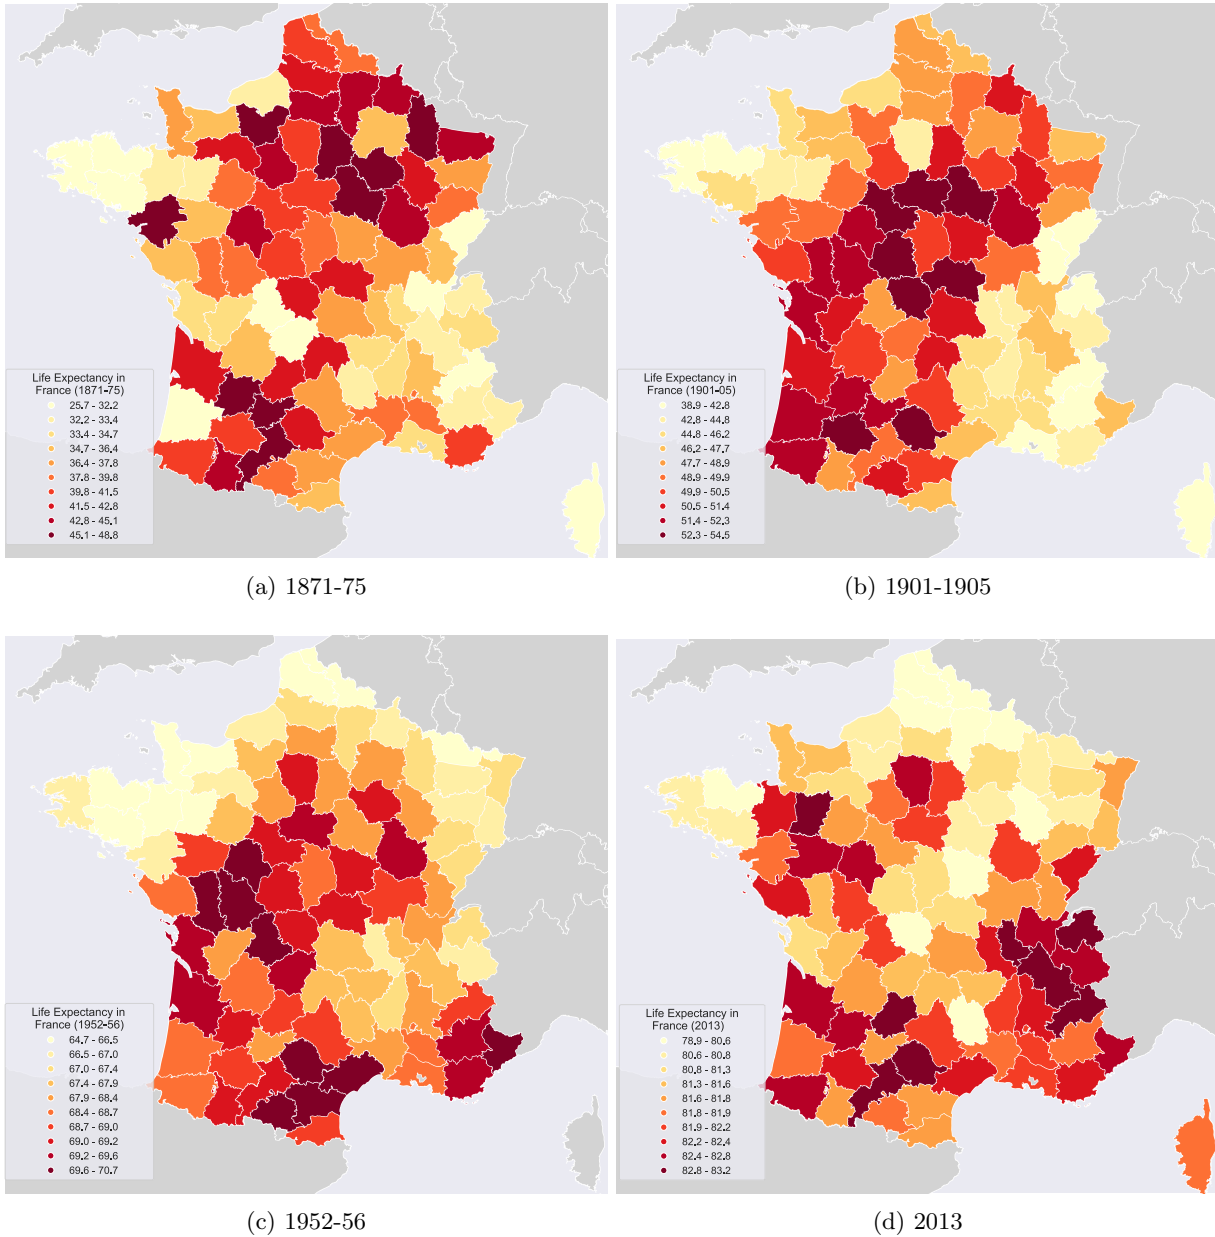 Life Expectancy in
France (1871-75)
25.7 - 32.2
32.2 - 33.4
33.4 - 34.7
34.7 - 36.4
36.4 - 37.8
37.8 - 39.8
39.8 - 41.5
41.5 - 42.8
42.8 - 45.1
45.1 - 48.8
(a) 1871-75
Life Expectancy in
France (1901-05)
38.9 - 42.8
42.8 - 44.8
44.8 - 46.2
46.2 - 47.7
47.7 - 48.9
48.9 - 49.9
49.9 - 50.5
50.5 - 51.4
51.4 - 52.3
52.3 - 54.5
(b) 1901-1905
Life Expectancy in
France (1952-56)
64.7 - 66.5
66.5 - 67.0
67.0 - 67.4
67.4 - 67.9
67.9 - 68.4
68.4 - 68.7
68.7 - 69.0
69.0 - 69.2
69.2 - 69.6
69.6 - 70.7
(c) 1952-56
Life Expectancy in
France (2013)
78.9 - 80.6
80.6 - 80.8
80.8 - 81.3
81.3 - 81.6
81.6 - 81.8
81.8 - 81.9
81.9 - 82.2
82.2 - 82.4
82.4 - 82.8
82.8 - 83.2
(d) 2013